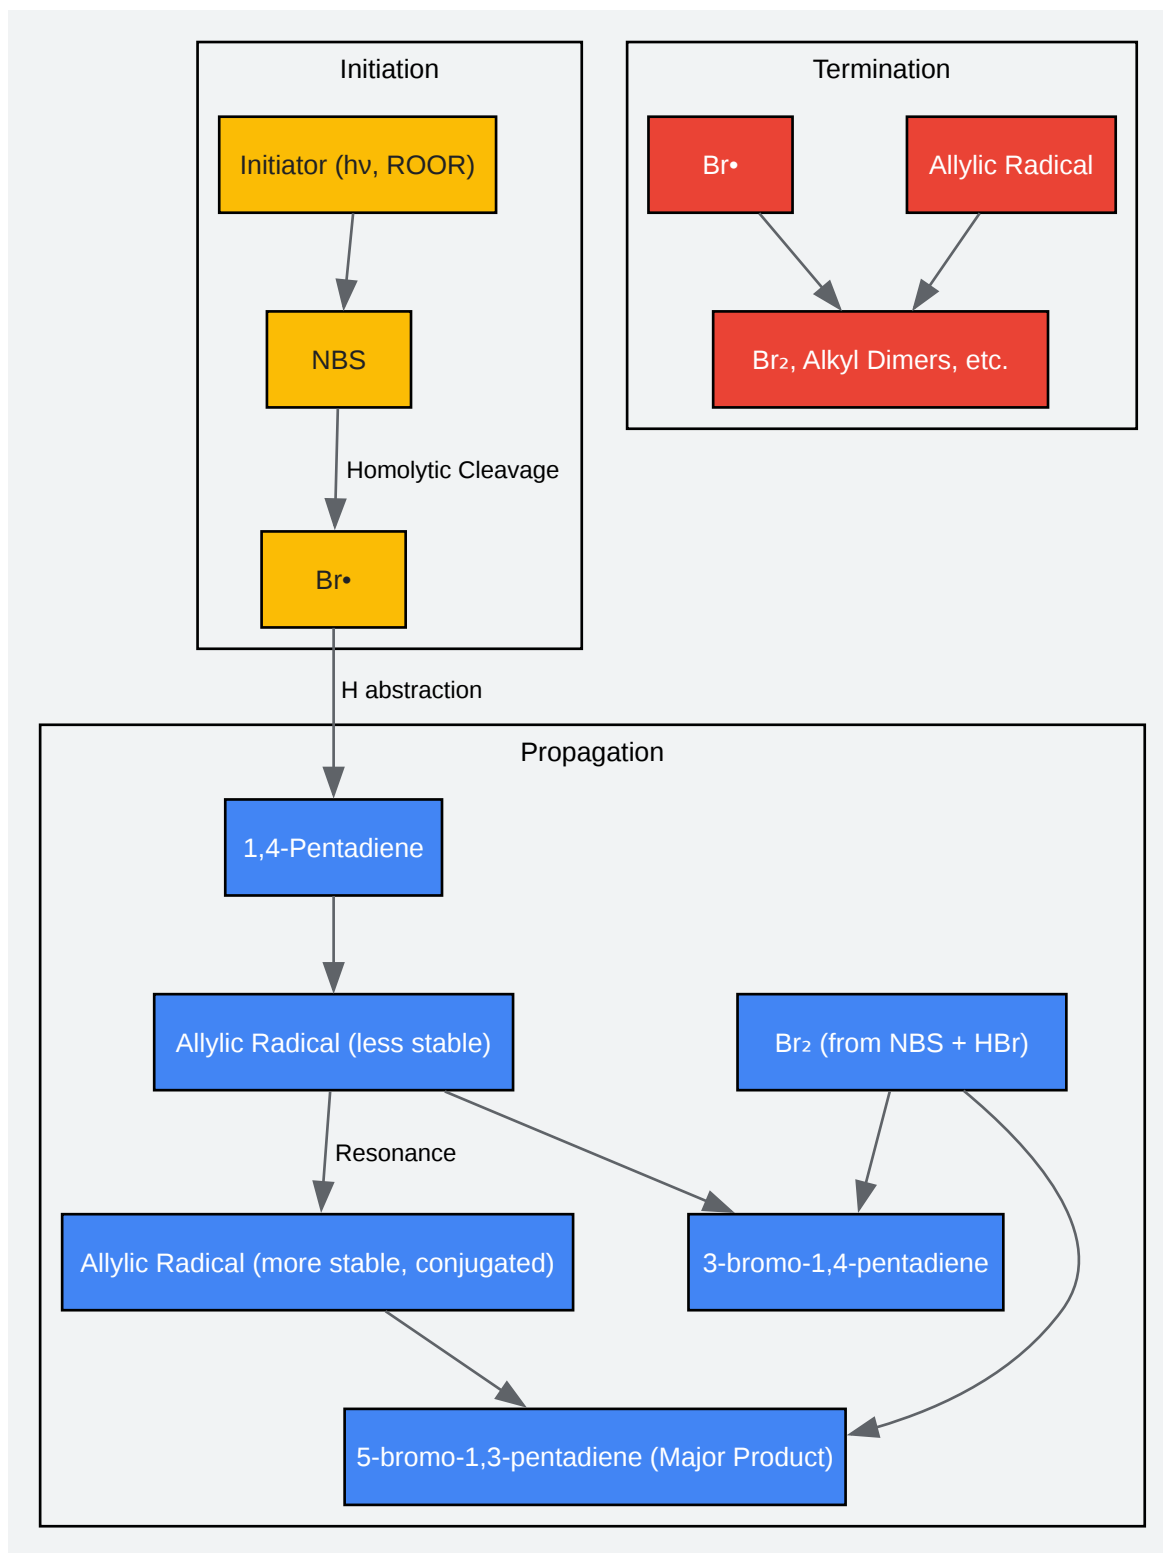 Initiation
Initiator (hν, ROOR)
NBS
Homolytic Cleavage
Br•
Termination
Br•
Allylic Radical
Br₂, Alkyl Dimers, etc.
H abstraction
Propagation
1,4-Pentadiene
Allylic Radical (less stable)
Br₂ (from NBS + HBr)
Resonance
Allylic Radical (more stable, conjugated)
3-bromo-1,4-pentadiene
5-bromo-1,3-pentadiene (Major Product)